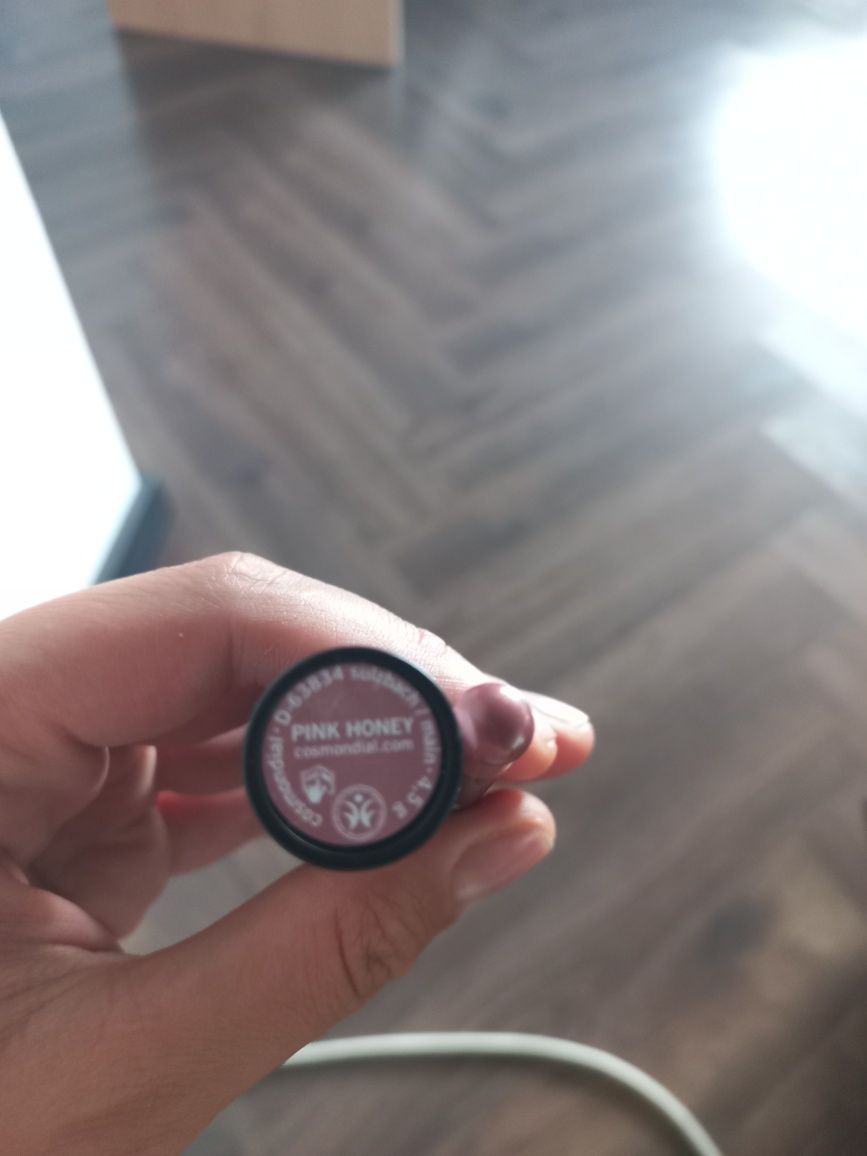 cosmondial · D-63834 sulzbach / main · 4,5 g
PINK HONEY
cosmondial.com